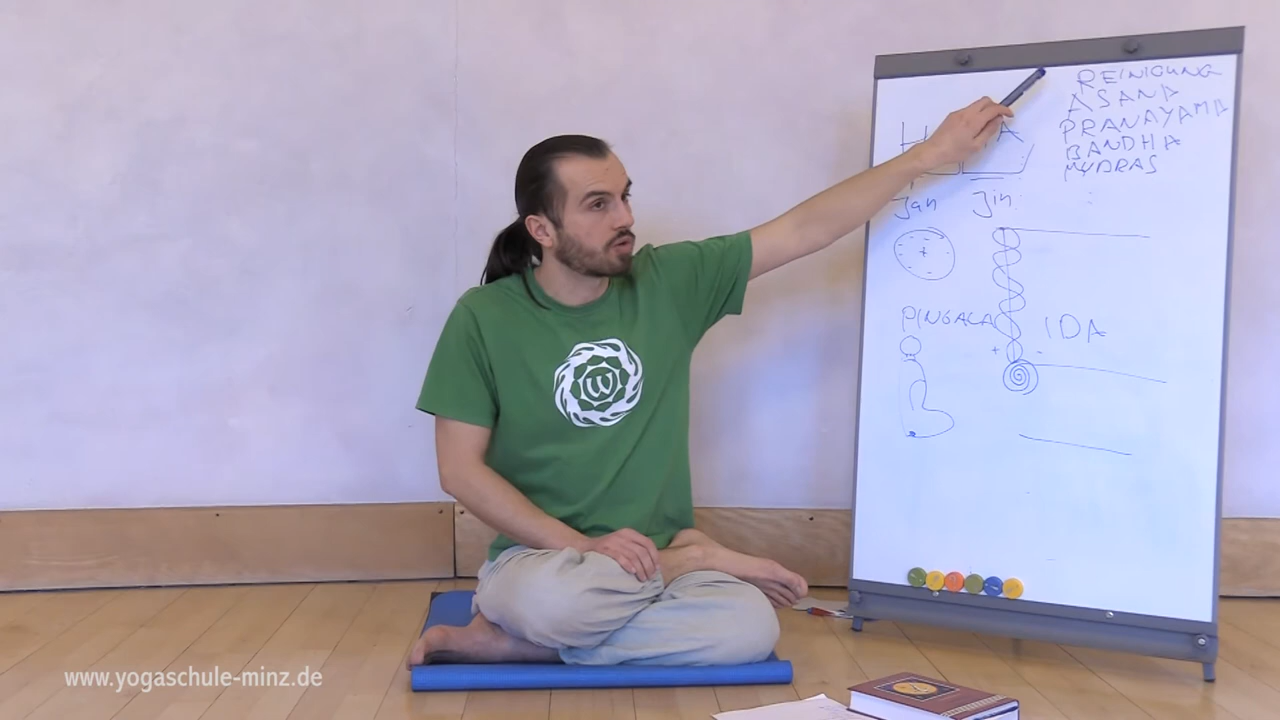 REINIGUNG
ASANA
PRANAYAMA
BANDHA
MUDRAS
Jan Jin
PINGALA IDA
W
www.yogaschule-minz.de